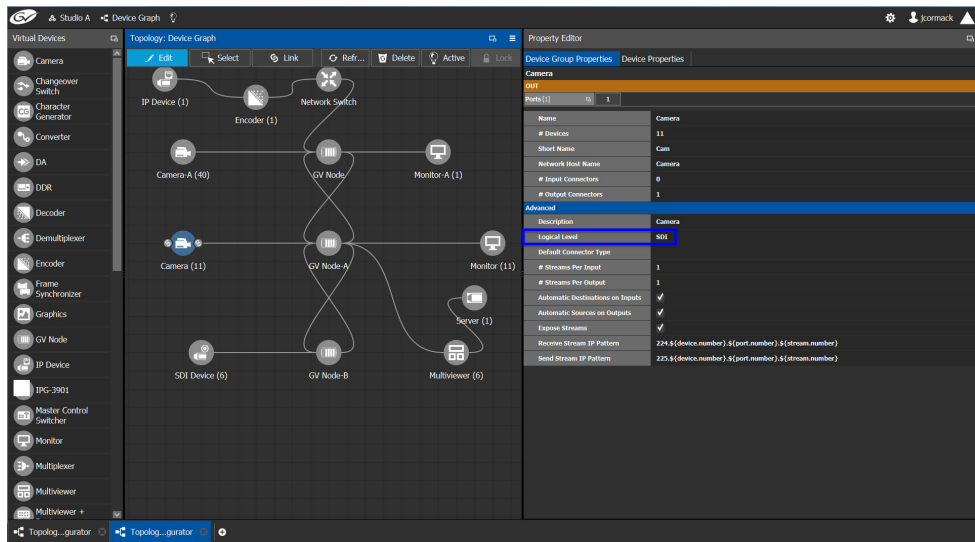 GV Studio A Device Graph jcormack
Virtual Devices
Topology: Device Graph
Property Editor
Camera
Changeover
Switch
CG
Character
Generator
Converter
DA
DDR
Decoder
Demultiplexer
Encoder
Frame
Synchronizer
Graphics
GV Node
IP Device
IPG-3901
Master Control
Switcher
Monitor
Multiplexer
Multiviewer
Multiviewer +
Edit Select Link Refr... Delete Active Lock
IP Device (1)
Encoder (1)
Network Switch
Camera-A (40)
GV Node
Monitor-A (1)
Camera (11)
GV Node-A
Monitor (11)
Server (1)
SDI Device (6)
GV Node-B
Multiviewer (6)
Device Group Properties Device Properties
Camera
OUT
Ports[1] 1
Name Camera
# Devices 11
Short Name Cam
Network Host Name Camera
# Input Connectors 0
# Output Connectors 1
Advanced
Description Camera
Logical Level SDI
Default Connector Type
# Streams Per Input 1
# Streams Per Output 1
Automatic Destinations on Inputs
Automatic Sources on Outputs
Expose Streams
Receive Stream IP Pattern 224.${device.number}.${port.number}.${stream.number}
Send Stream IP Pattern 225.${device.number}.${port.number}.${stream.number}
Topolog...gurator Topolog...gurator